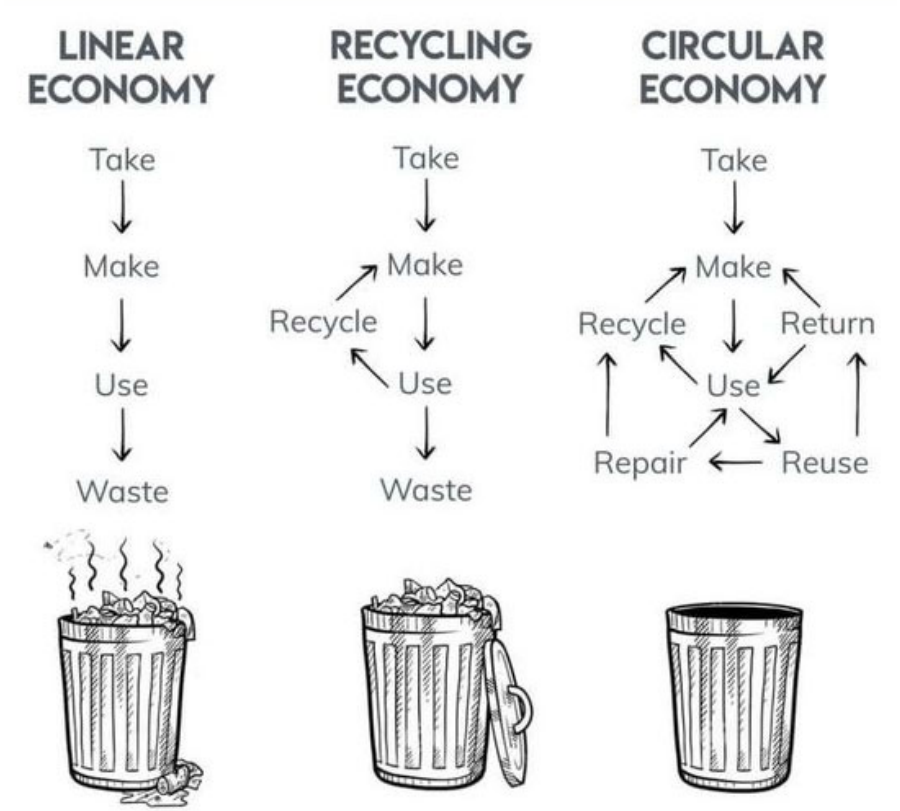 LINEAR
ECONOMY
Take
Make
Use
Waste
RECYCLING
ECONOMY
Take
Make
Recycle
Use
Waste
CIRCULAR
ECONOMY
Take
Make
Recycle
Return
Use
Repair
Reuse